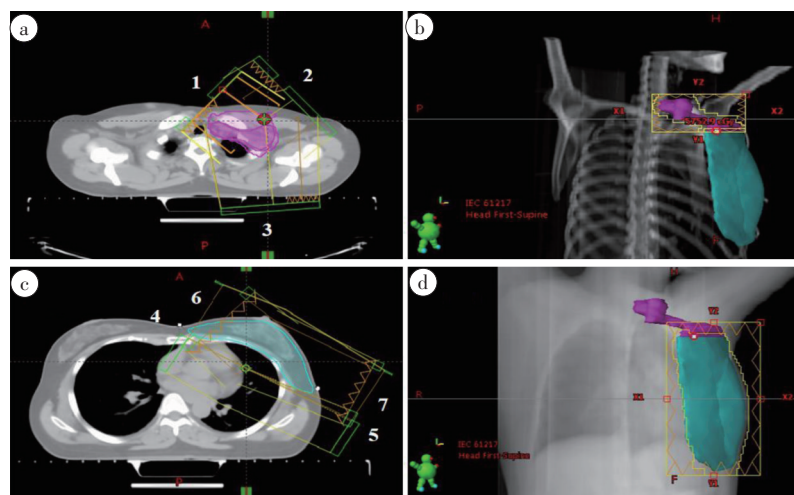 a
A
1
2
3
P
b
H
Y2
P
X1
X2
Y1
IEC 61217
Head First-Supine
F
c
A
6
4
7
5
P
d
H
Y2
R
X1
X2
IEC 61217
Head First-Supine
F
Y1